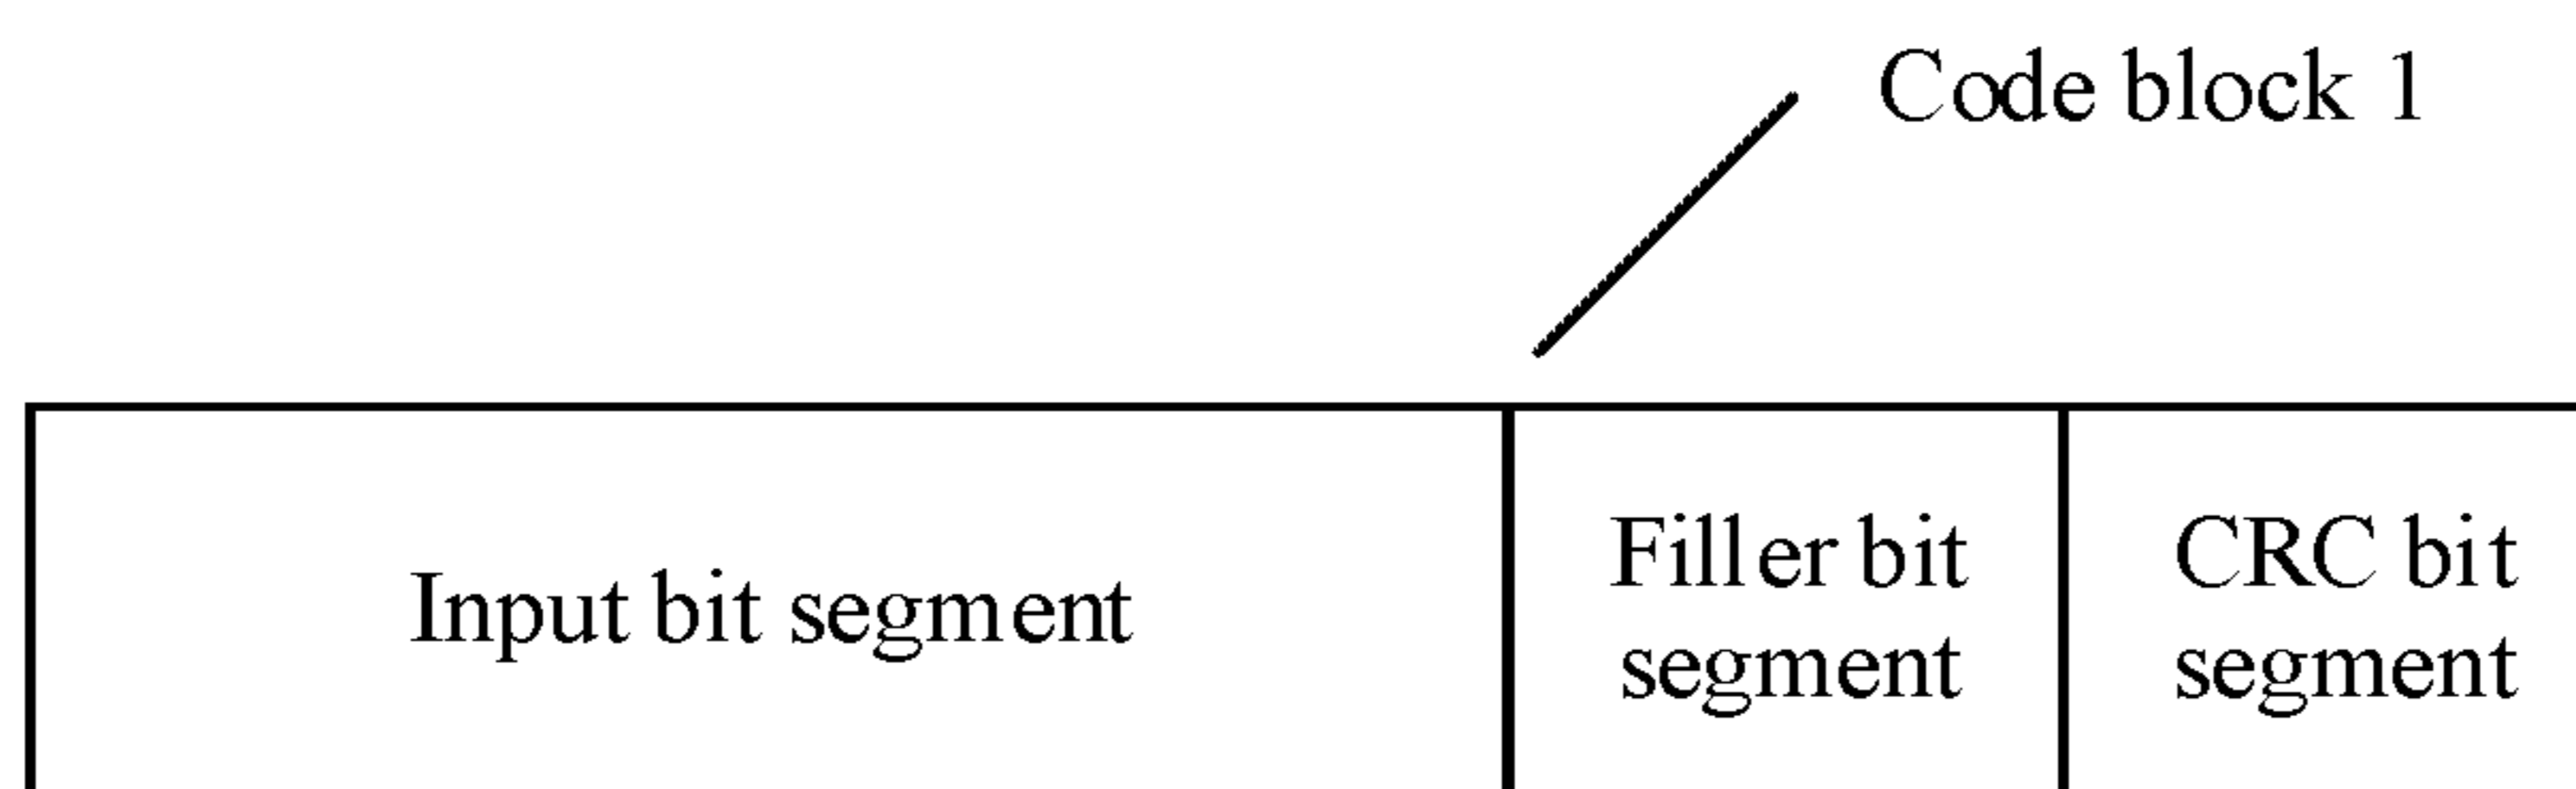 Code block 1
Input bit segment
Filler bit
segment
CRC bit
segment